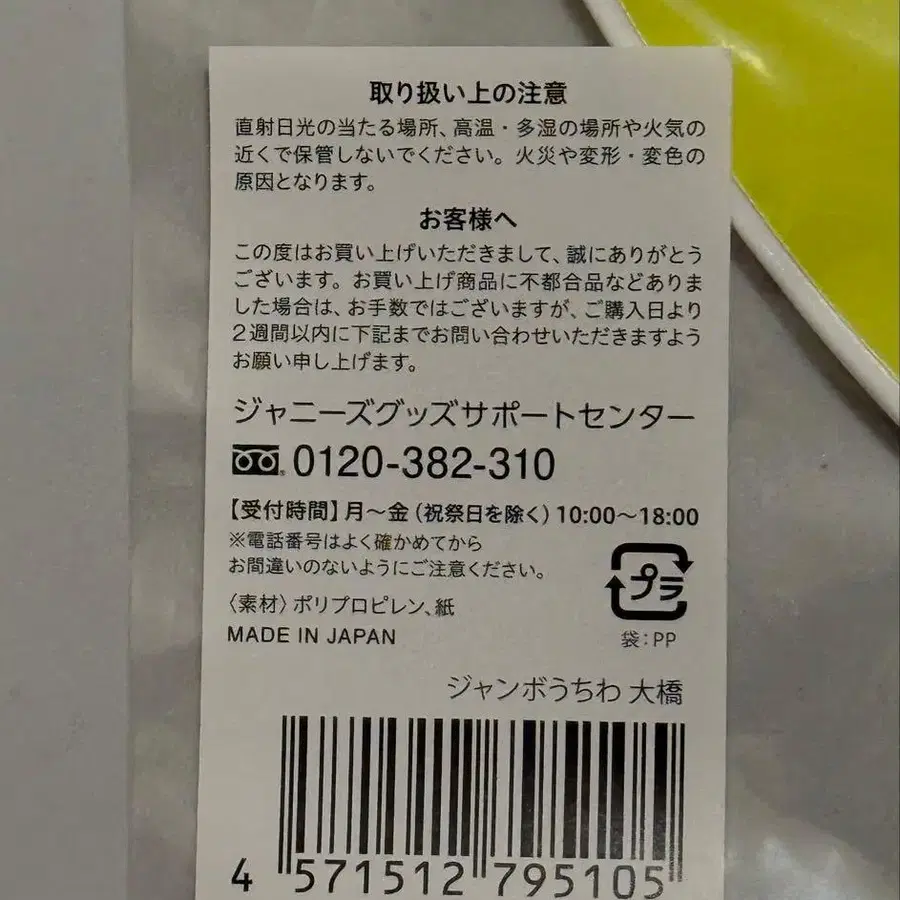 取り扱い上の注意
直射日光の当たる場所、高温・多湿の場所や火気の
近くで保管しないでください。火災や変形・変色の
原因となります。
お客様へ
この度はお買い上げいただきまして、誠にありがとう
ございます。お買い上げ商品に不都合品などありま
した場合は、お手数ではございますが、ご購入日より
2週間以内に下記までお問い合わせいただきますよう
お願い申し上げます。
ジャニーズグッズサポートセンター
0120-382-310
【受付時間】月〜金(祝祭日を除く)10:00〜18:00
※電話番号はよく確かめてから
お間違いのないようにご注意ください。
〈素材〉ポリプロピレン、紙
MADE IN JAPAN
プラ
袋:PP
ジャンボうちわ 大橋
4 571512 795105